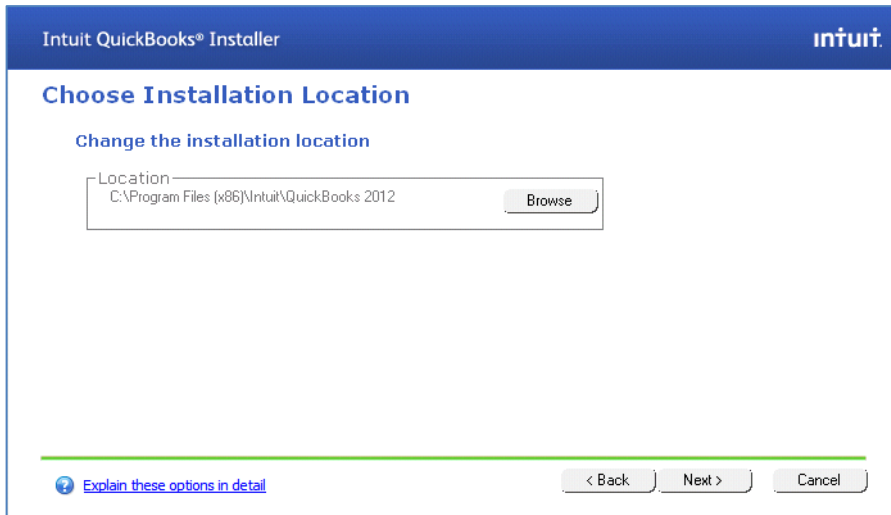 Intuit QuickBooks® Installer
intuit.
Choose Installation Location
Change the installation location
Location
C:\Program Files (x86)\Intuit\QuickBooks 2012
Browse
Explain these options in detail
< Back
Next >
Cancel